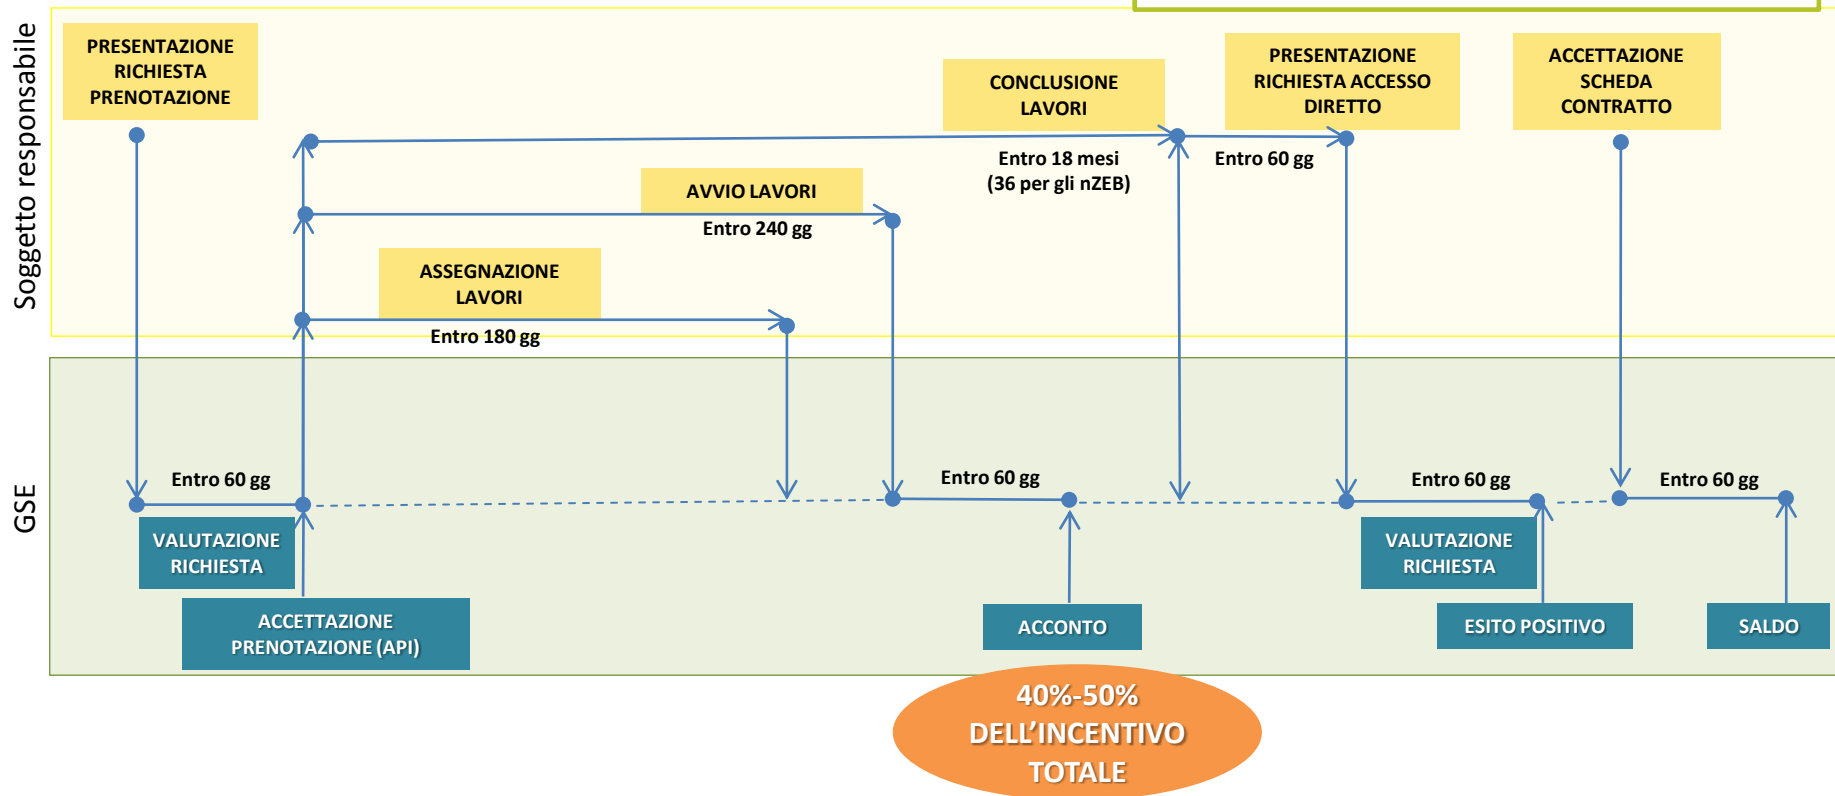 Soggetto responsabile
PRESENTAZIONE
RICHIESTA
PRENOTAZIONE
CONCLUSIONE
LAVORI
PRESENTAZIONE
RICHIESTA ACCESSO
DIRETTO
ACCETTAZIONE
SCHEDA
CONTRATTO
Entro 18 mesi
(36 per gli nZEB)
Entro 60 gg
AVVIO LAVORI
Entro 240 gg
ASSEGNAZIONE
LAVORI
Entro 180 gg
GSE
Entro 60 gg
Entro 60 gg
Entro 60 gg
Entro 60 gg
VALUTAZIONE
RICHIESTA
VALUTAZIONE
RICHIESTA
ACCETTAZIONE
PRENOTAZIONE (API)
ACCONTO
ESITO POSITIVO
SALDO
40%-50%
DELL'INCENTIVO
TOTALE